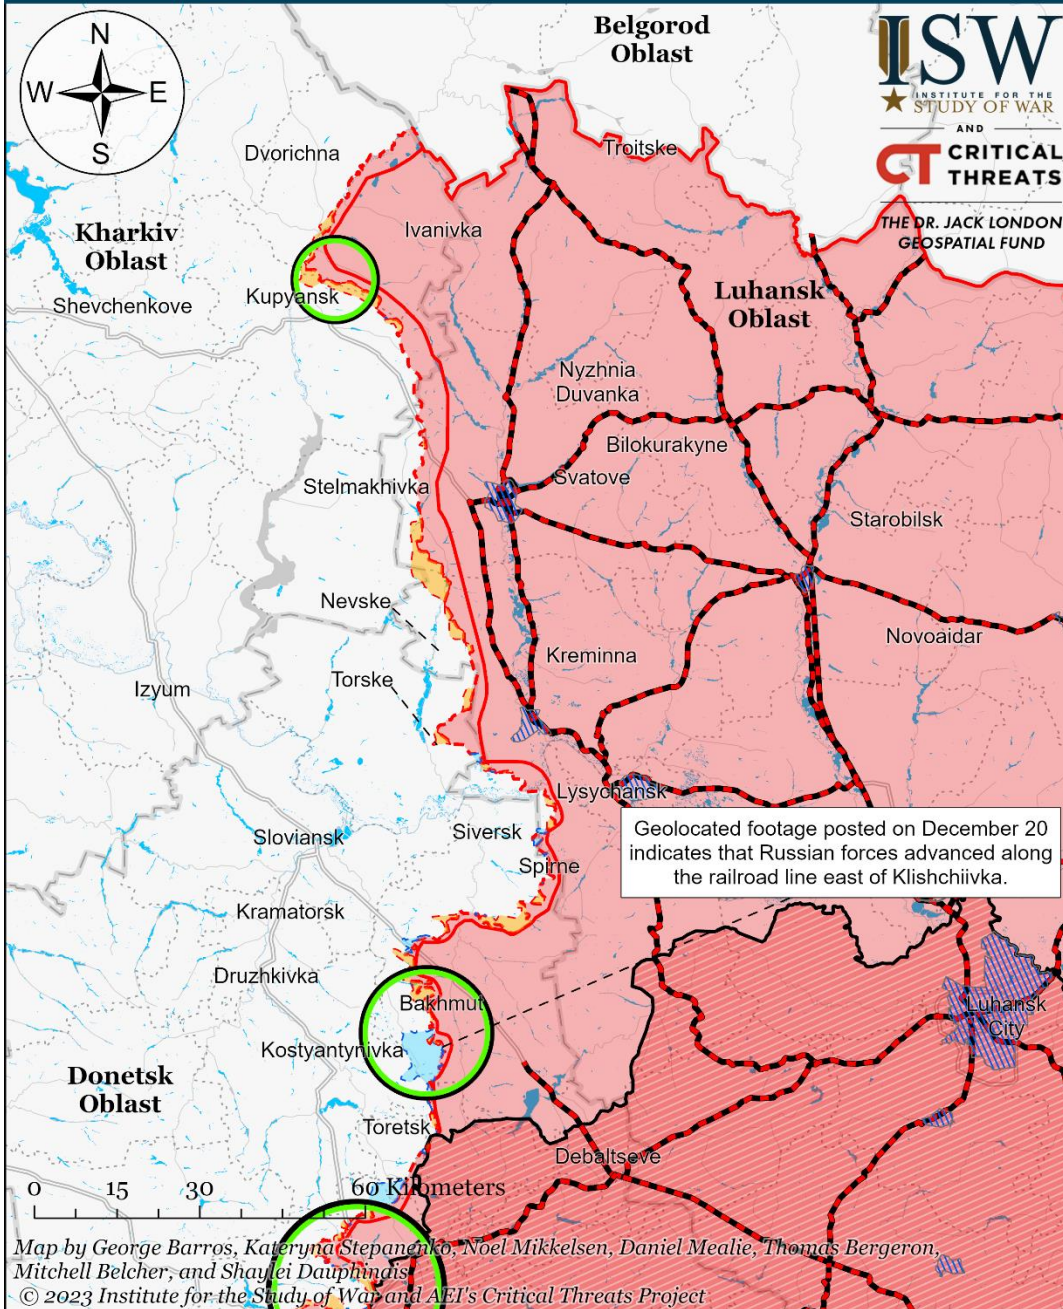 Belgorod
Oblast
ISW
INSTITUTE FOR THE
STUDY OF WAR
AND
CT CRITICAL
THREATS
THE DR. JACK LONDON
GEOSPATIAL FUND
N
W
E
S
Dvorichna
Troitske
Kharkiv
Oblast
Ivanivka
Shevchenkove
Kupyansk
Luhansk
Oblast
Nyzhnia
Duvanka
Bilokurakyne
Stelmakhivka
Svatove
Starobilsk
Nevske
Novoaidar
Kreminna
Torske
Izyum
Lysychansk
Siversk
Sloviansk
Spirne
Geolocated footage posted on December 20
indicates that Russian forces advanced along
the railroad line east of Klishchiivka.
Kramatorsk
Druzhkivka
Bakhmut
Luhansk
City
Kostyantynivka
Donetsk
Oblast
Toretsk
Debaltseve
0 15 30 60 Kilometers
Map by George Barros, Kateryna Stepanenko, Noel Mikkelsen, Daniel Mealie, Thomas Bergeron,
Mitchell Belcher, and Shaylei Dauphinais
© 2023 Institute for the Study of War and AEI's Critical Threats Project